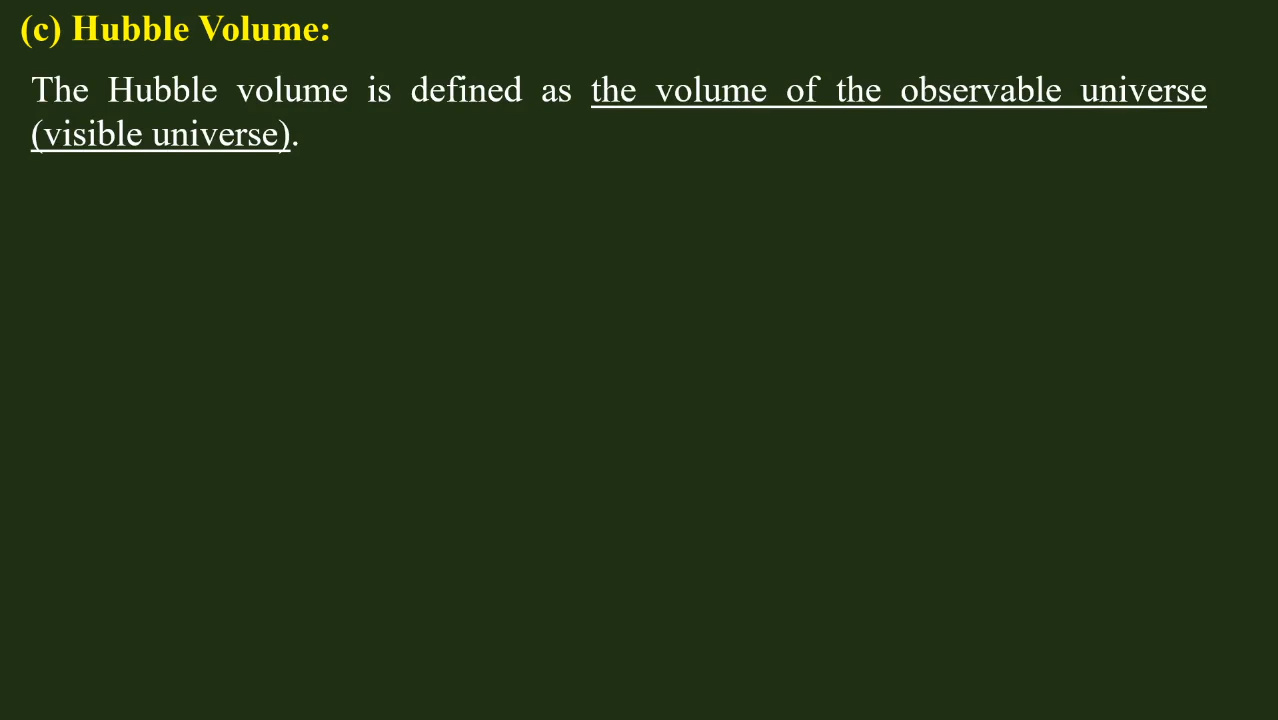 (c) Hubble Volume:
The Hubble volume is defined as the volume of the observable universe
(visible universe).